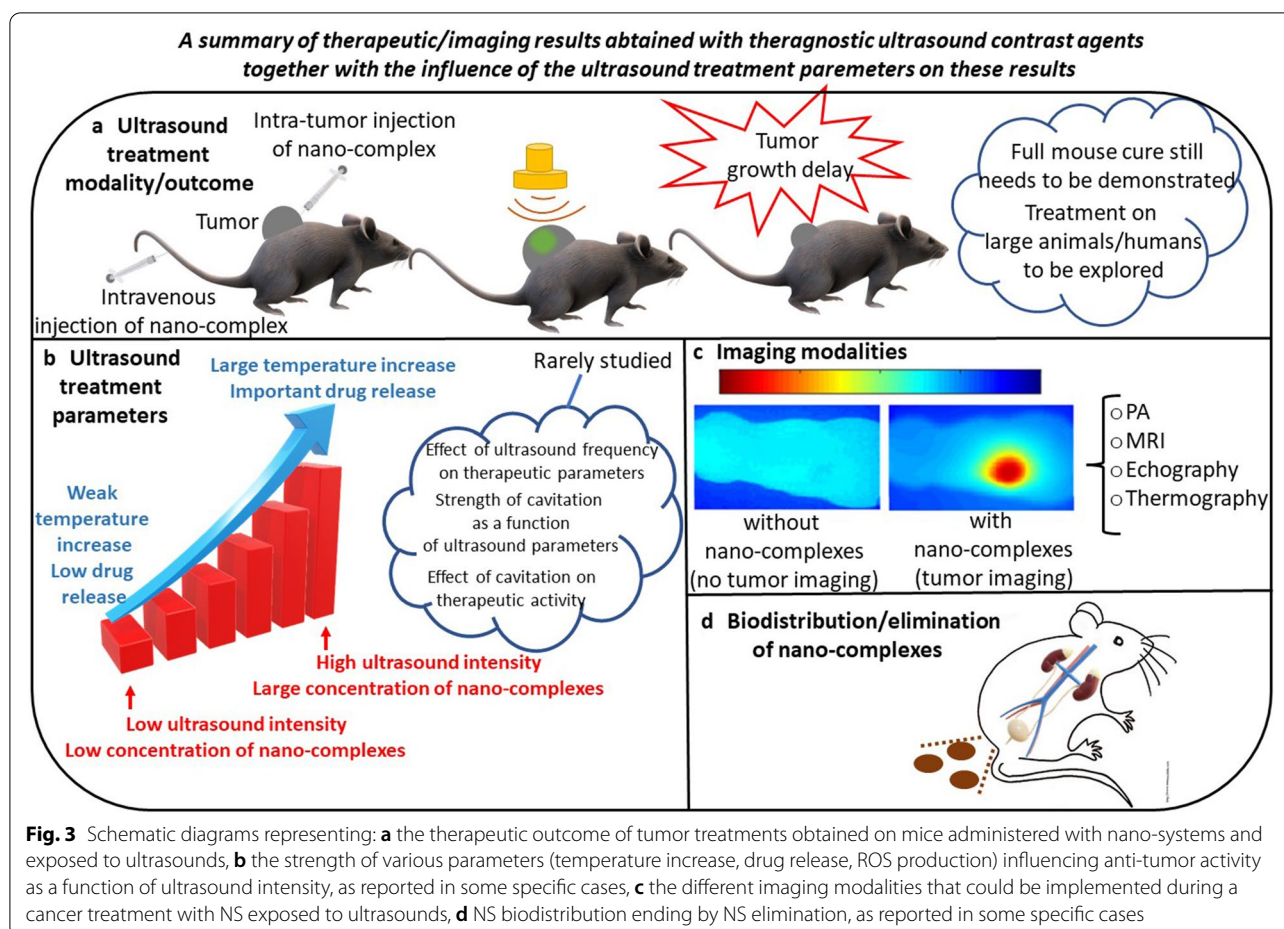 A summary of therapeutic/imaging results abtained with theragnostic ultrasound contrast agents
together with the influence of the ultrasound treatment paremeters on these results
a Ultrasound
treatment
modality/outcome
Intra-tumor injection
of nano-complex
Tumor
Intravenous
injection of nano-complex
Tumor
growth delay
Full mouse cure still
needs to be demonstrated
Treatment on
large animals/humans
to be explored
b Ultrasound
treatment
parameters
Large temperature increase
Important drug release
Weak
temperature
increase
Low drug
release
Rarely studied
Effect of ultrasound frequency
on therapeutic parameters
Strength of cavitation
as a function
of ultrasound parameters
Effect of cavitation on
therapeutic activity
High ultrasound intensity
Large concentration of nano-complexes
Low ultrasound intensity
Low concentration of nano-complexes
c Imaging modalities
without
nano-complexes
(no tumor imaging)
with
nano-complexes
(tumor imaging)
PA
MRI
Echography
Thermography
d Biodistribution/elimination
of nano-complexes
Fig. 3 Schematic diagrams representing: a the therapeutic outcome of tumor treatments obtained on mice administered with nano-systems and
exposed to ultrasounds, b the strength of various parameters (temperature increase, drug release, ROS production) influencing anti-tumor activity
as a function of ultrasound intensity, as reported in some specific cases, c the different imaging modalities that could be implemented during a
cancer treatment with NS exposed to ultrasounds, d NS biodistribution ending by NS elimination, as reported in some specific cases